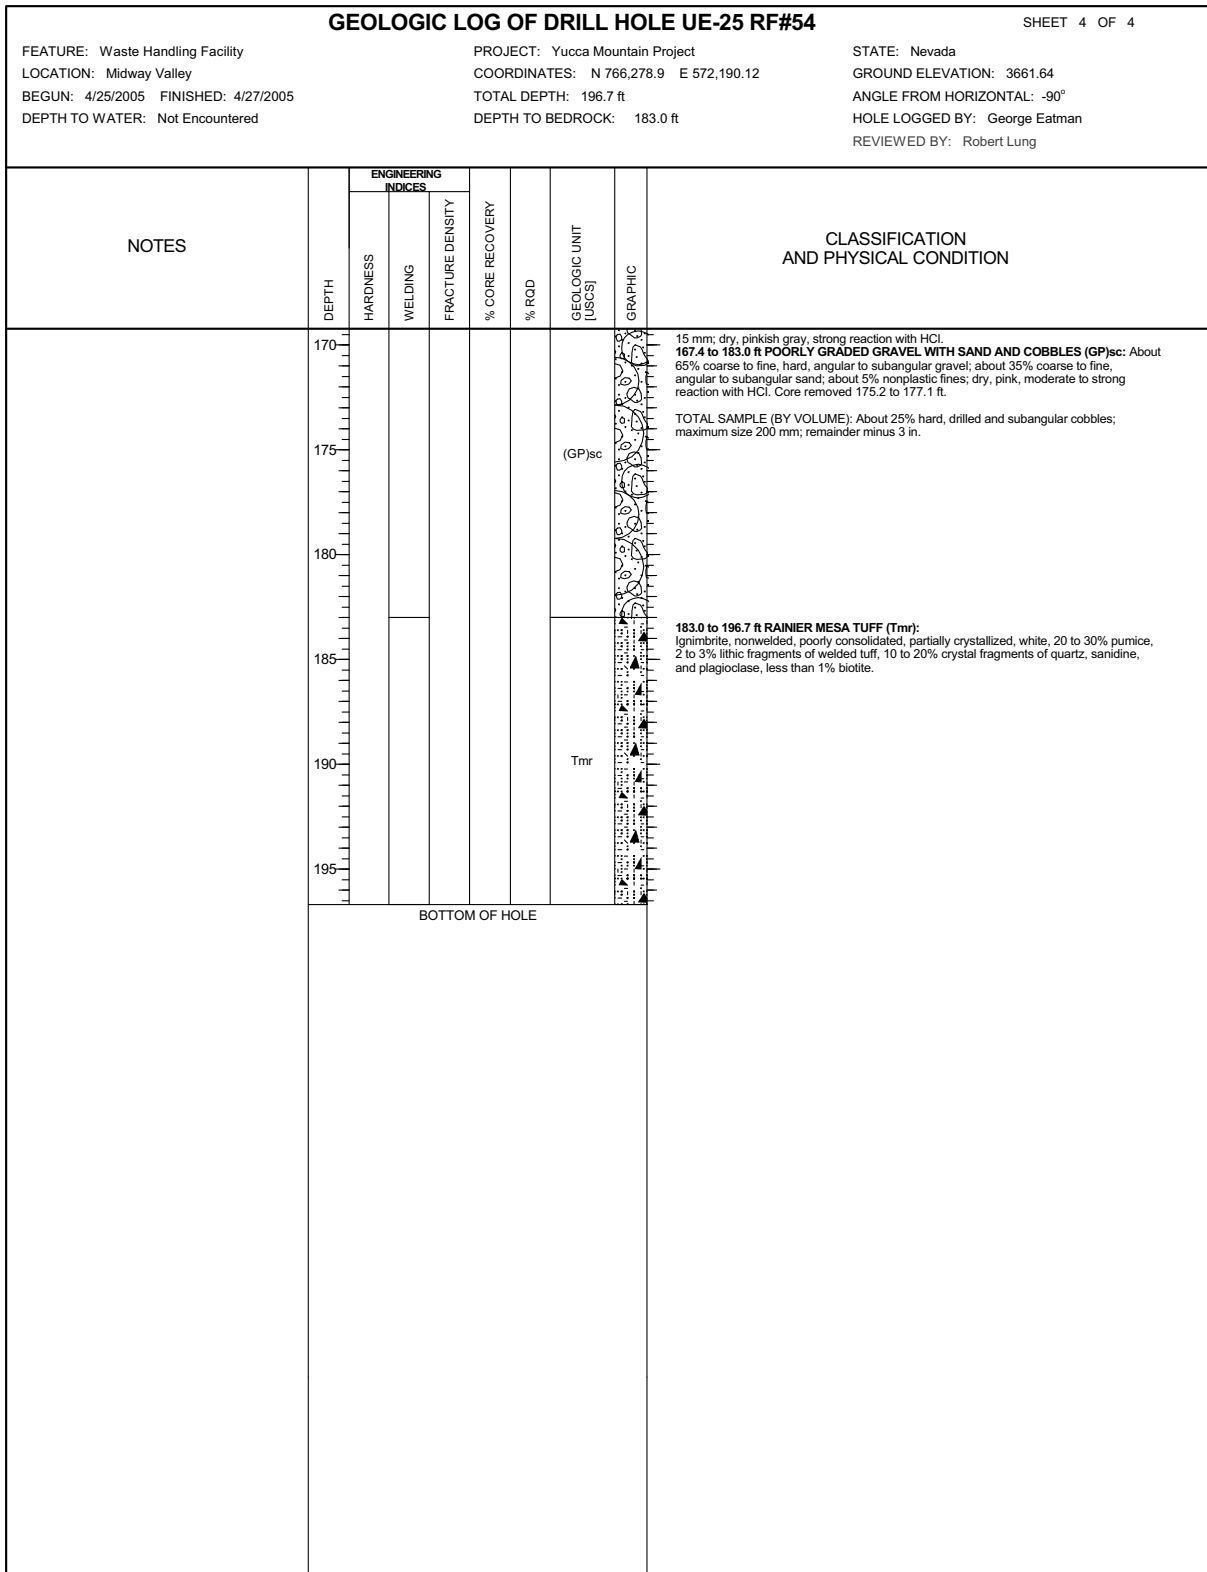 GEOLOGIC LOG OF DRILL HOLE UE-25 RF#54
SHEET 4 OF 4
FEATURE: Waste Handling Facility
PROJECT: Yucca Mountain Project
STATE: Nevada
LOCATION: Midway Valley
COORDINATES: N 766,278.9 E 572,190.12
GROUND ELEVATION: 3661.64
BEGUN: 4/25/2005 FINISHED: 4/27/2005
TOTAL DEPTH: 196.7 ft
ANGLE FROM HORIZONTAL: -90°
DEPTH TO WATER: Not Encountered
DEPTH TO BEDROCK: 183.0 ft
HOLE LOGGED BY: George Eatman
REVIEWED BY: Robert Lung
NOTES
DEPTH
ENGINEERING
INDICES
HARDNESS
WELDING
FRACTURE DENSITY
% CORE RECOVERY
% RQD
GEOLOGIC UNIT
[USCS]
GRAPHIC
CLASSIFICATION
AND PHYSICAL CONDITION
170
15 mm; dry, pinkish gray, strong reaction with HCl.
167.4 to 183.0 ft POORLY GRADED GRAVEL WITH SAND AND COBBLES (GP)sc: About
65% coarse to fine, hard, angular to subangular gravel; about 35% coarse to fine,
angular to subangular sand; about 5% nonplastic fines; dry, pink, moderate to strong
reaction with HCl. Core removed 175.2 to 177.1 ft.
TOTAL SAMPLE (BY VOLUME): About 25% hard, drilled and subangular cobbles;
maximum size 200 mm; remainder minus 3 in.
175
(GP)sc
180
183.0 to 196.7 ft RAINIER MESA TUFF (Tmr):
Ignimbrite, nonwelded, poorly consolidated, partially crystallized, white, 20 to 30% pumice,
2 to 3% lithic fragments of welded tuff, 10 to 20% crystal fragments of quartz, sanidine,
and plagioclase, less than 1% biotite.
185
190
Tmr
195
BOTTOM OF HOLE